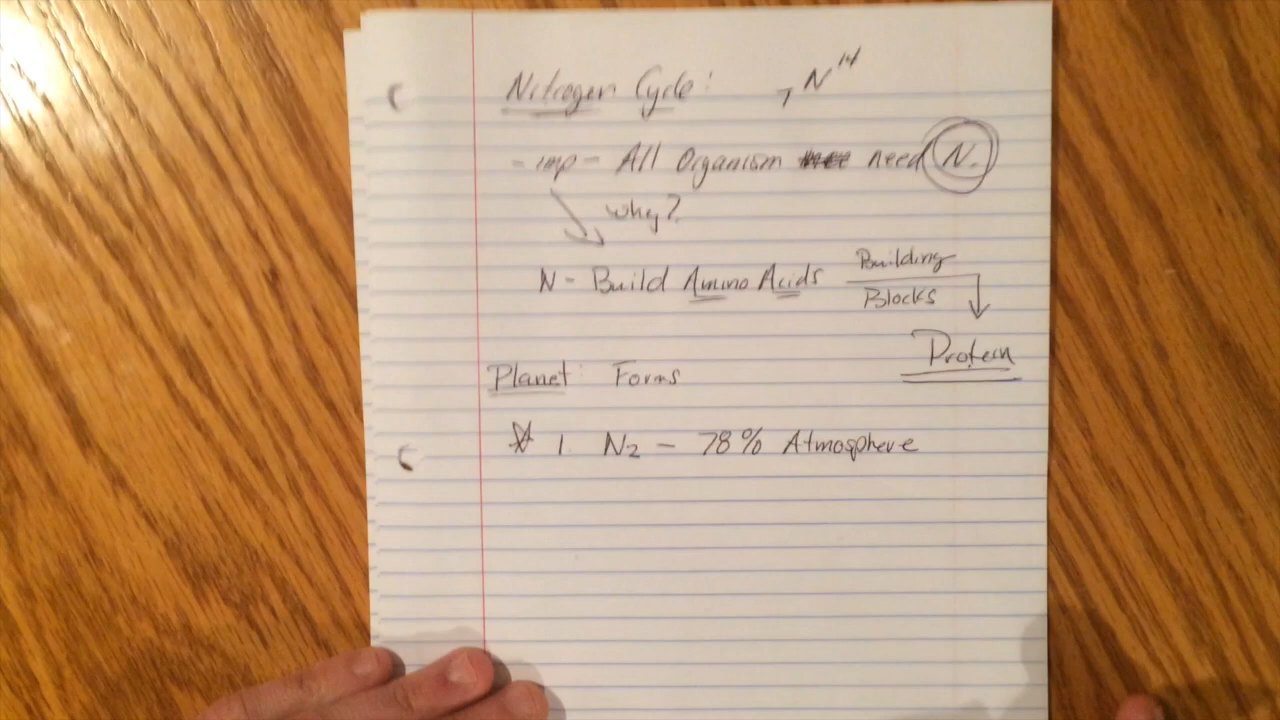 Nitrogen Cycle: 7N14
- imp - All Organism need N.
why?
N - Build Amino Acids Building Blocks
Protein
Planet: Forms
☆ 1. N2 - 78% Atmosphere